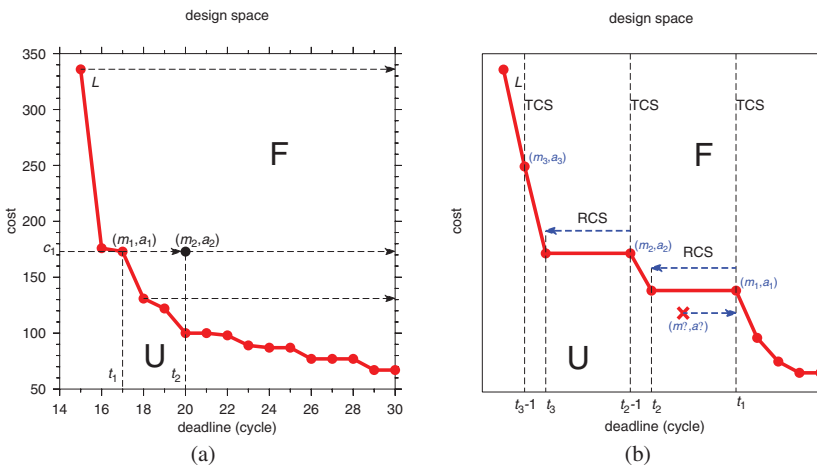 design space
350
300
250
200
c1
150
100
50
cost
L
F
(m1,a1)
(m2,a2)
U
t1
t2
14 16 18 20 22 24 26 28 30
deadline (cycle)
(a)
design space
cost
L
TCS TCS TCS
F
(m3,a3)
RCS
(m2,a2)
RCS
(m1,a1)
(m?,a?)
U
t3-1 t3 t2-1 t2 t1
deadline (cycle)
(b)